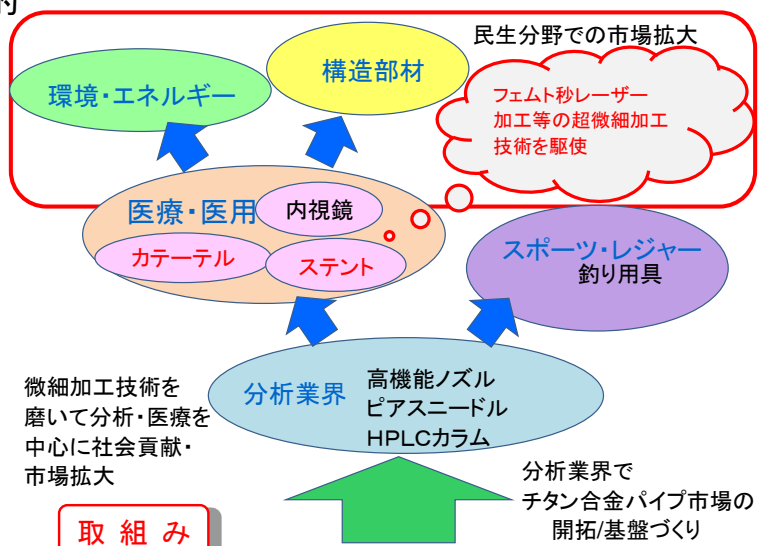 的
民生分野での市場拡大
構造部材
環境・エネルギー
フェムト秒レーザー
加工等の超微細加工
技術を駆使
医療・医用
内視鏡
カテーテル
ステント
スポーツ・レジャー
釣り用具
分析業界
高機能ノズル
ピアスニードル
HPLCカラム
微細加工技術を
磨いて分析・医療を
中心に社会貢献・
市場拡大
分析業界で
チタン合金パイプ市場の
開拓/基盤づくり
取組み